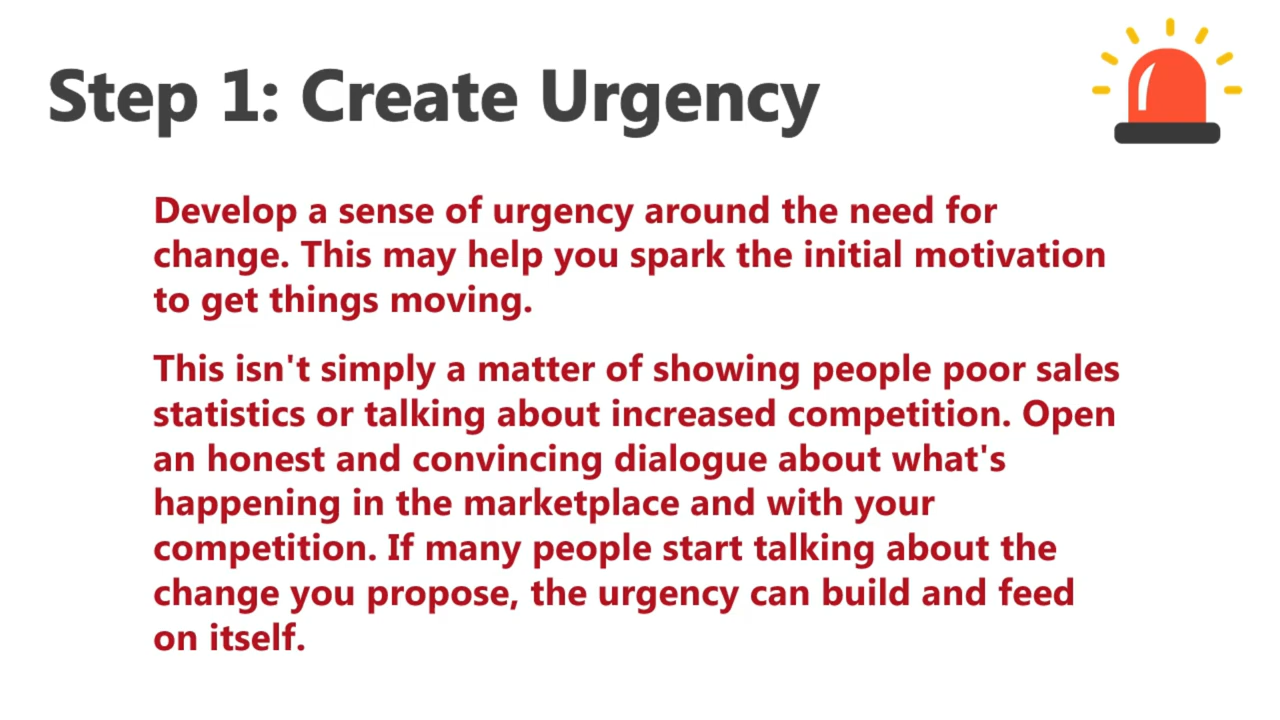 Step 1: Create Urgency
Develop a sense of urgency around the need for
change. This may help you spark the initial motivation
to get things moving.
This isn't simply a matter of showing people poor sales
statistics or talking about increased competition. Open
an honest and convincing dialogue about what's
happening in the marketplace and with your
competition. If many people start talking about the
change you propose, the urgency can build and feed
on itself.